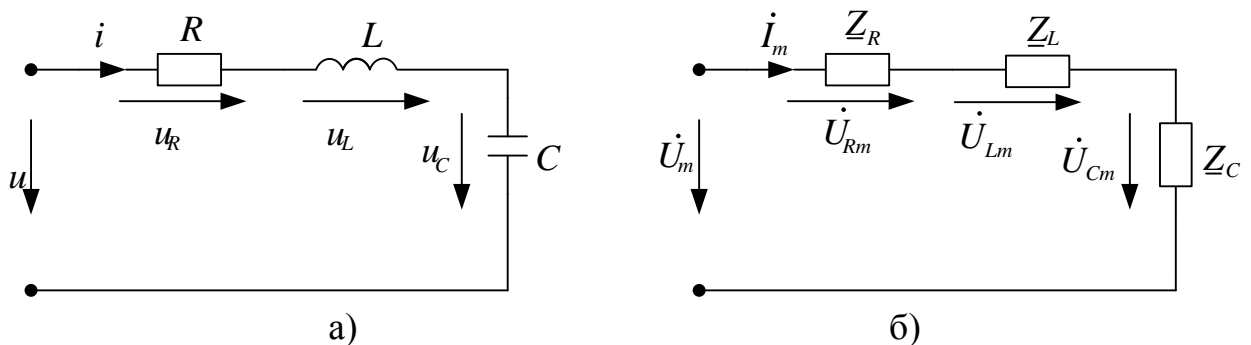 i R L
u_R u_L
u u_C C
а)
İ_m Z_R Z_L
U̇_Rm U̇_Lm
U̇_m U̇_Cm Z_C
б)